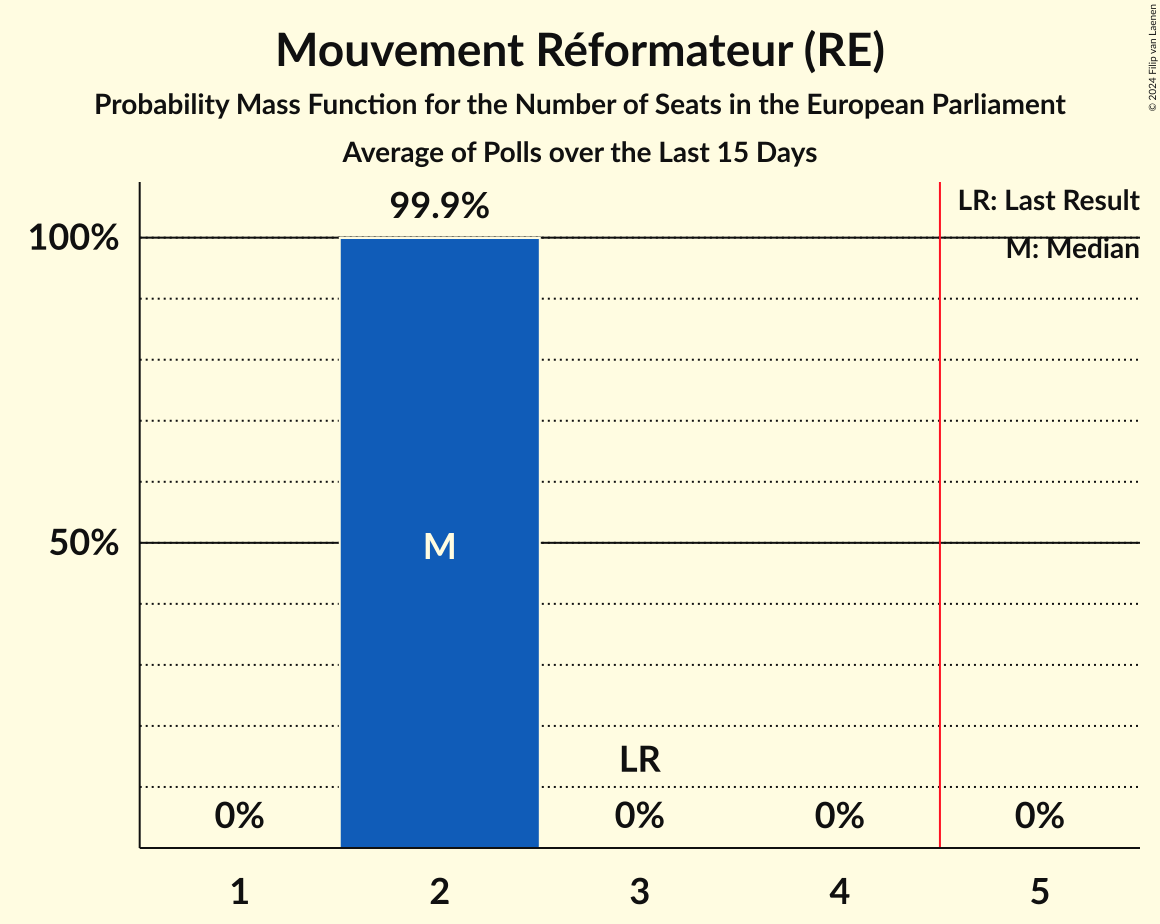 Mouvement Réformateur (RE)
Probability Mass Function for the Number of Seats in the European Parliament
Average of Polls over the Last 15 Days
© 2024 Filip van Laenen
99.9%
LR: Last Result
100%
M: Median
50%
M
LR
0%
0%
0%
0%
1
2
3
4
5